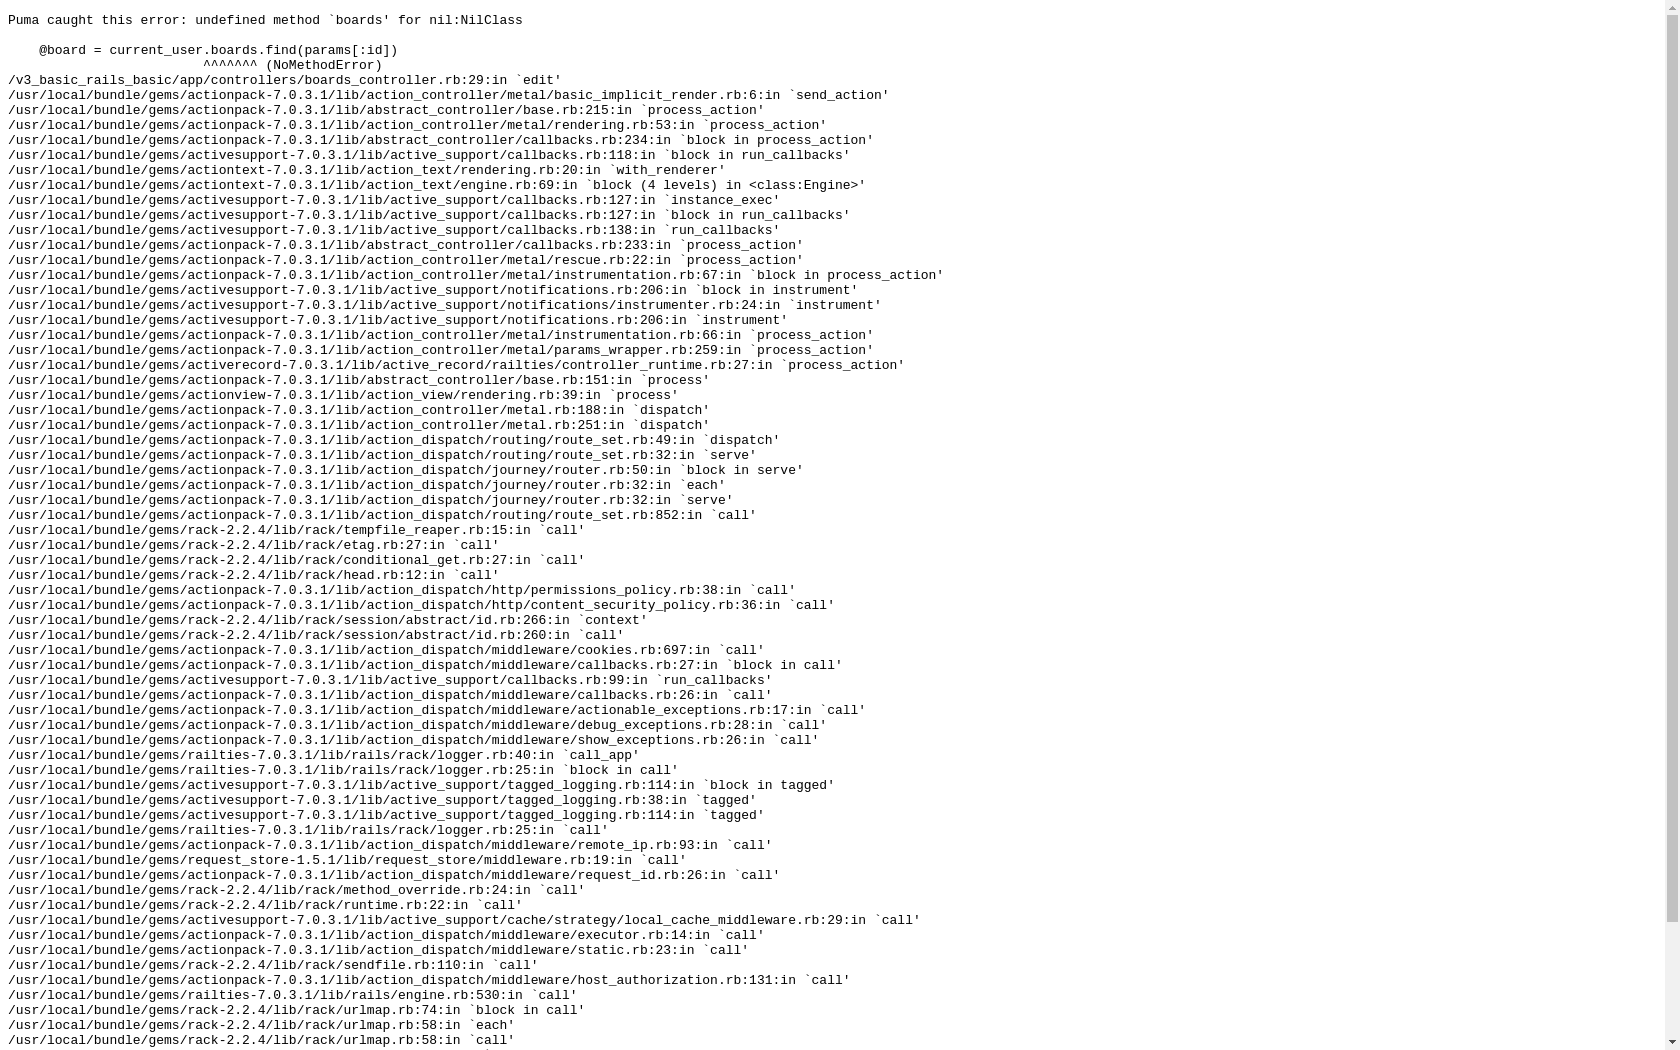 Puma caught this error: undefined method `boards' for nil:NilClass
    @board = current_user.boards.find(params[:id])
                         ^^^^^^^ (NoMethodError)
/v3_basic_rails_basic/app/controllers/boards_controller.rb:29:in `edit'
/usr/local/bundle/gems/actionpack-7.0.3.1/lib/action_controller/metal/basic_implicit_render.rb:6:in `send_action'
/usr/local/bundle/gems/actionpack-7.0.3.1/lib/abstract_controller/base.rb:215:in `process_action'
/usr/local/bundle/gems/actionpack-7.0.3.1/lib/action_controller/metal/rendering.rb:53:in `process_action'
/usr/local/bundle/gems/actionpack-7.0.3.1/lib/abstract_controller/callbacks.rb:234:in `block in process_action'
/usr/local/bundle/gems/activesupport-7.0.3.1/lib/active_support/callbacks.rb:118:in `block in run_callbacks'
/usr/local/bundle/gems/actiontext-7.0.3.1/lib/action_text/rendering.rb:20:in `with_renderer'
/usr/local/bundle/gems/actiontext-7.0.3.1/lib/action_text/engine.rb:69:in `block (4 levels) in <class:Engine>'
/usr/local/bundle/gems/activesupport-7.0.3.1/lib/active_support/callbacks.rb:127:in `instance_exec'
/usr/local/bundle/gems/activesupport-7.0.3.1/lib/active_support/callbacks.rb:127:in `block in run_callbacks'
/usr/local/bundle/gems/activesupport-7.0.3.1/lib/active_support/callbacks.rb:138:in `run_callbacks'
/usr/local/bundle/gems/actionpack-7.0.3.1/lib/abstract_controller/callbacks.rb:233:in `process_action'
/usr/local/bundle/gems/actionpack-7.0.3.1/lib/action_controller/metal/rescue.rb:22:in `process_action'
/usr/local/bundle/gems/actionpack-7.0.3.1/lib/action_controller/metal/instrumentation.rb:67:in `block in process_action'
/usr/local/bundle/gems/activesupport-7.0.3.1/lib/active_support/notifications.rb:206:in `block in instrument'
/usr/local/bundle/gems/activesupport-7.0.3.1/lib/active_support/notifications/instrumenter.rb:24:in `instrument'
/usr/local/bundle/gems/activesupport-7.0.3.1/lib/active_support/notifications.rb:206:in `instrument'
/usr/local/bundle/gems/actionpack-7.0.3.1/lib/action_controller/metal/instrumentation.rb:66:in `process_action'
/usr/local/bundle/gems/actionpack-7.0.3.1/lib/action_controller/metal/params_wrapper.rb:259:in `process_action'
/usr/local/bundle/gems/activerecord-7.0.3.1/lib/active_record/railties/controller_runtime.rb:27:in `process_action'
/usr/local/bundle/gems/actionpack-7.0.3.1/lib/abstract_controller/base.rb:151:in `process'
/usr/local/bundle/gems/actionview-7.0.3.1/lib/action_view/rendering.rb:39:in `process'
/usr/local/bundle/gems/actionpack-7.0.3.1/lib/action_controller/metal.rb:188:in `dispatch'
/usr/local/bundle/gems/actionpack-7.0.3.1/lib/action_controller/metal.rb:251:in `dispatch'
/usr/local/bundle/gems/actionpack-7.0.3.1/lib/action_dispatch/routing/route_set.rb:49:in `dispatch'
/usr/local/bundle/gems/actionpack-7.0.3.1/lib/action_dispatch/routing/route_set.rb:32:in `serve'
/usr/local/bundle/gems/actionpack-7.0.3.1/lib/action_dispatch/journey/router.rb:50:in `block in serve'
/usr/local/bundle/gems/actionpack-7.0.3.1/lib/action_dispatch/journey/router.rb:32:in `each'
/usr/local/bundle/gems/actionpack-7.0.3.1/lib/action_dispatch/journey/router.rb:32:in `serve'
/usr/local/bundle/gems/actionpack-7.0.3.1/lib/action_dispatch/routing/route_set.rb:852:in `call'
/usr/local/bundle/gems/rack-2.2.4/lib/rack/tempfile_reaper.rb:15:in `call'
/usr/local/bundle/gems/rack-2.2.4/lib/rack/etag.rb:27:in `call'
/usr/local/bundle/gems/rack-2.2.4/lib/rack/conditional_get.rb:27:in `call'
/usr/local/bundle/gems/rack-2.2.4/lib/rack/head.rb:12:in `call'
/usr/local/bundle/gems/actionpack-7.0.3.1/lib/action_dispatch/http/permissions_policy.rb:38:in `call'
/usr/local/bundle/gems/actionpack-7.0.3.1/lib/action_dispatch/http/content_security_policy.rb:36:in `call'
/usr/local/bundle/gems/rack-2.2.4/lib/rack/session/abstract/id.rb:266:in `context'
/usr/local/bundle/gems/rack-2.2.4/lib/rack/session/abstract/id.rb:260:in `call'
/usr/local/bundle/gems/actionpack-7.0.3.1/lib/action_dispatch/middleware/cookies.rb:697:in `call'
/usr/local/bundle/gems/actionpack-7.0.3.1/lib/action_dispatch/middleware/callbacks.rb:27:in `block in call'
/usr/local/bundle/gems/activesupport-7.0.3.1/lib/active_support/callbacks.rb:99:in `run_callbacks'
/usr/local/bundle/gems/actionpack-7.0.3.1/lib/action_dispatch/middleware/callbacks.rb:26:in `call'
/usr/local/bundle/gems/actionpack-7.0.3.1/lib/action_dispatch/middleware/actionable_exceptions.rb:17:in `call'
/usr/local/bundle/gems/actionpack-7.0.3.1/lib/action_dispatch/middleware/debug_exceptions.rb:28:in `call'
/usr/local/bundle/gems/actionpack-7.0.3.1/lib/action_dispatch/middleware/show_exceptions.rb:26:in `call'
/usr/local/bundle/gems/railties-7.0.3.1/lib/rails/rack/logger.rb:40:in `call_app'
/usr/local/bundle/gems/railties-7.0.3.1/lib/rails/rack/logger.rb:25:in `block in call'
/usr/local/bundle/gems/activesupport-7.0.3.1/lib/active_support/tagged_logging.rb:114:in `block in tagged'
/usr/local/bundle/gems/activesupport-7.0.3.1/lib/active_support/tagged_logging.rb:38:in `tagged'
/usr/local/bundle/gems/activesupport-7.0.3.1/lib/active_support/tagged_logging.rb:114:in `tagged'
/usr/local/bundle/gems/railties-7.0.3.1/lib/rails/rack/logger.rb:25:in `call'
/usr/local/bundle/gems/actionpack-7.0.3.1/lib/action_dispatch/middleware/remote_ip.rb:93:in `call'
/usr/local/bundle/gems/request_store-1.5.1/lib/request_store/middleware.rb:19:in `call'
/usr/local/bundle/gems/actionpack-7.0.3.1/lib/action_dispatch/middleware/request_id.rb:26:in `call'
/usr/local/bundle/gems/rack-2.2.4/lib/rack/method_override.rb:24:in `call'
/usr/local/bundle/gems/rack-2.2.4/lib/rack/runtime.rb:22:in `call'
/usr/local/bundle/gems/activesupport-7.0.3.1/lib/active_support/cache/strategy/local_cache_middleware.rb:29:in `call'
/usr/local/bundle/gems/actionpack-7.0.3.1/lib/action_dispatch/middleware/executor.rb:14:in `call'
/usr/local/bundle/gems/actionpack-7.0.3.1/lib/action_dispatch/middleware/static.rb:23:in `call'
/usr/local/bundle/gems/rack-2.2.4/lib/rack/sendfile.rb:110:in `call'
/usr/local/bundle/gems/actionpack-7.0.3.1/lib/action_dispatch/middleware/host_authorization.rb:131:in `call'
/usr/local/bundle/gems/railties-7.0.3.1/lib/rails/engine.rb:530:in `call'
/usr/local/bundle/gems/rack-2.2.4/lib/rack/urlmap.rb:74:in `block in call'
/usr/local/bundle/gems/rack-2.2.4/lib/rack/urlmap.rb:58:in `each'
/usr/local/bundle/gems/rack-2.2.4/lib/rack/urlmap.rb:58:in `call'